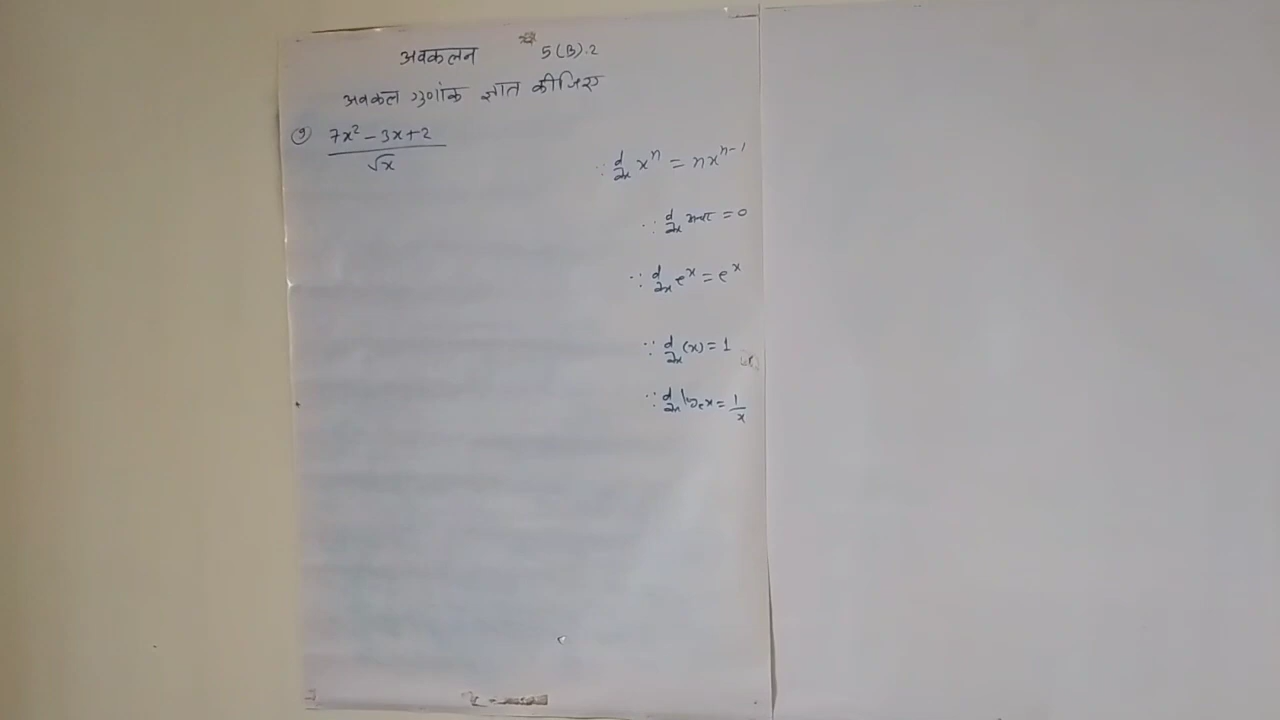 अवकलन 5(B).2
अवकल गुणांक ज्ञात कीजिए
(१) 7x² – 3x + 2
√x
∵ d/dx xⁿ = nxⁿ⁻¹
∵ d/dx अचर = 0
∵ d/dx eˣ = eˣ
∵ d/dx (x) = 1
∵ d/dx logₑx = 1/x